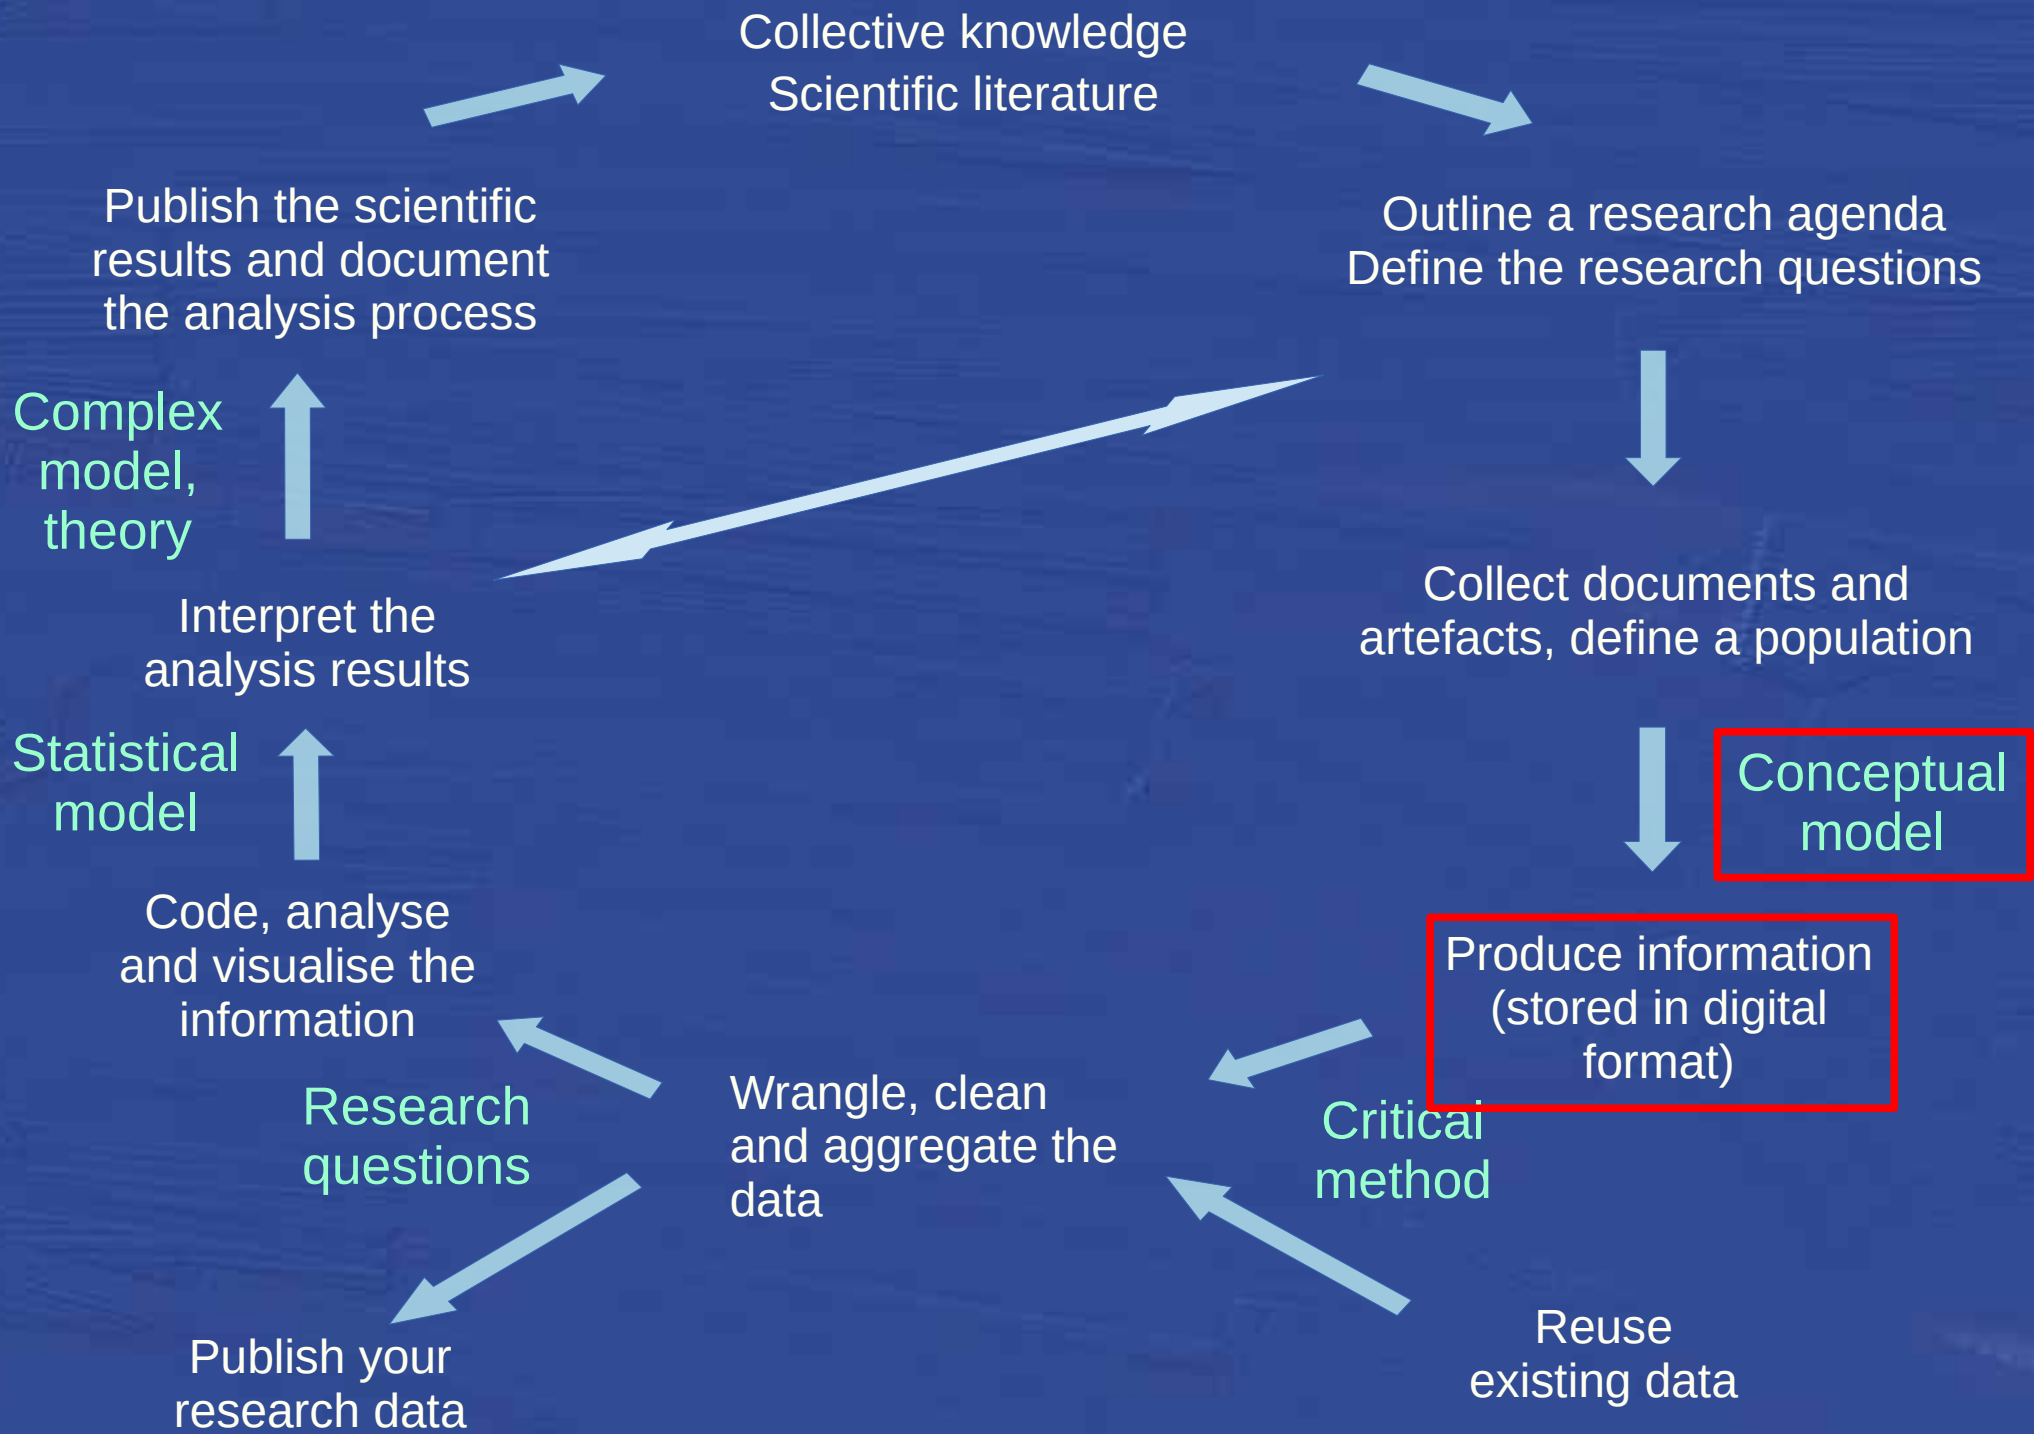 Collective knowledge
Scientific literature
Publish the scientific
results and document
the analysis process
Outline a research agenda
Define the research questions
Complex
model,
theory
Collect documents and
artefacts, define a population
Interpret the
analysis results
Statistical
model
Conceptual
model
Code, analyse
and visualise the
information
Produce information
(stored in digital
format)
Research
questions
Wrangle, clean
and aggregate the
data
Critical
method
Publish your
research data
Reuse
existing data